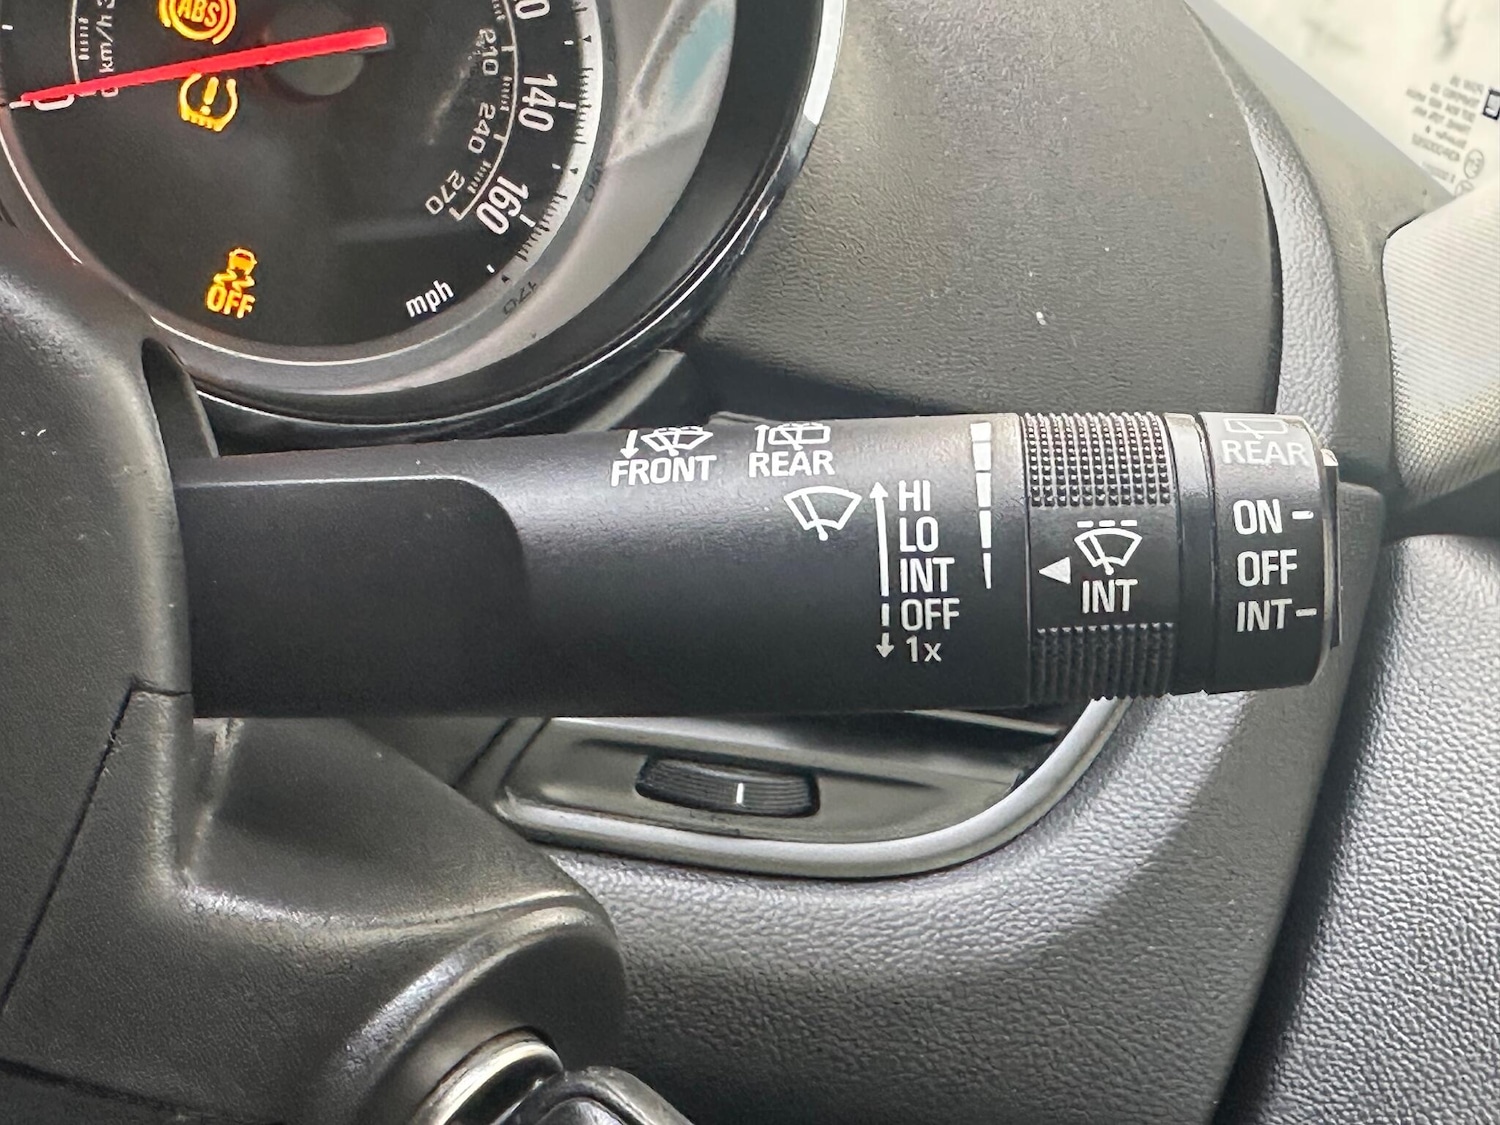 ABS
km/h
210
240
270
140
160
OFF
mph
FRONT
REAR
HI
LO
INT
OFF
1x
INT
REAR
ON
OFF
INT